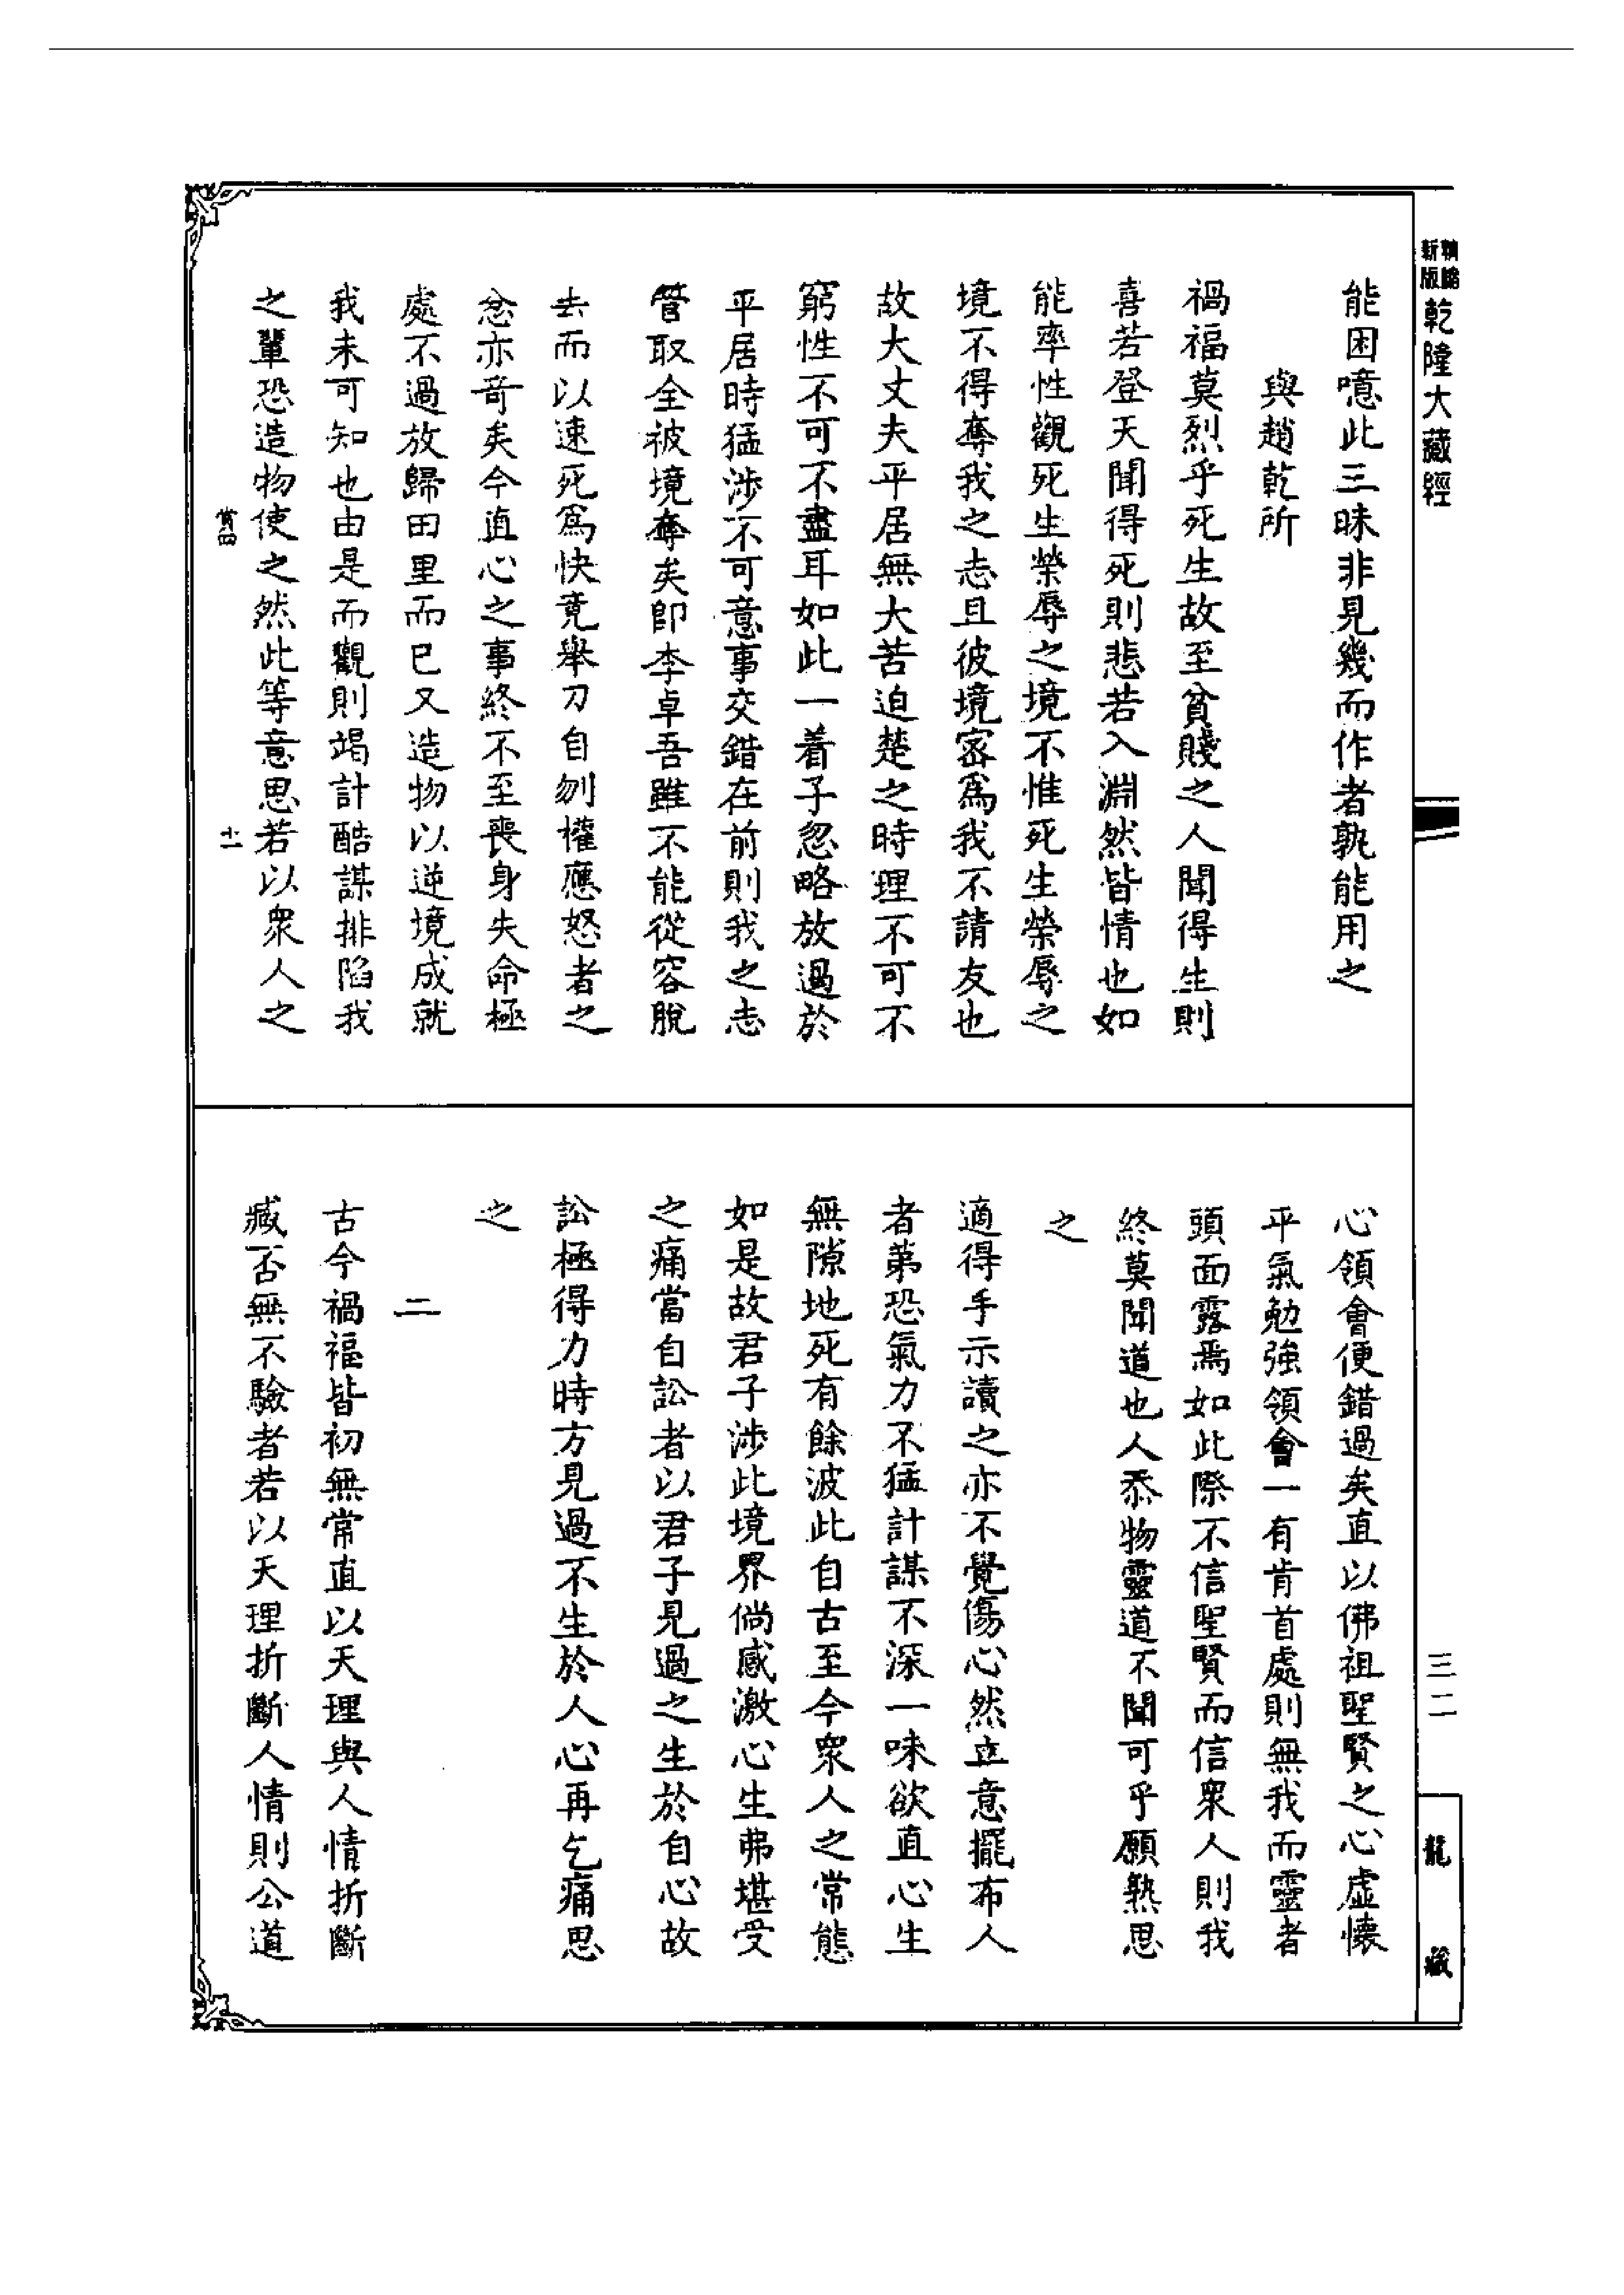 新編
縮版
乾隆大藏經
能困噫此三昧非見幾而作者孰能用之
與趙乾所
禍福莫烈乎死生故至貧賤之人聞得生則
喜若登天聞得死則悲若入淵然皆情也如
能率性觀死生榮辱之境不惟死生榮辱之
境不得奪我之志且彼境密為我不請友也
故大丈夫平居無大苦迫楚之時理不可不
窮性不可不盡耳如此一着子忽略放過於
平居時猛涉不可意事交錯在前則我之志
管取全被境奪矣即李卓吾雖不能從容脫
去而以速死為快竟舉刀自刎權應怒者之
忿亦奇矣今直心之事終不至喪身失命極
處不過放歸田里而已又造物以逆境成就
我未可知也由是而觀則竭計酷謀排陷我
之輩恐造物使之然此等意思若以衆人之
賞四
十一
心領會便錯過矣直以佛祖聖賢之心虛懷
平氣勉強領會一有肯首處則無我而靈者
頭面露焉如此際不信聖賢而信衆人則我
終莫聞道也人忝物靈道不聞可乎願熟思
之
適得手示讀之亦不覺傷心然立意擺布人
者第恐氣力不猛計謀不深一味欲直心生
無隙地死有餘波此自古至今衆人之常態
如是故君子涉此境界倘感激心生弗堪受
之痛當自訟者以君子見過之生於自心故
訟極得力時方見過不生於人心再乞痛思
之
二
古今禍福皆初無常直以天理與人情折斷
臧否無不驗者若以天理折斷人情則公道
三二
龍藏